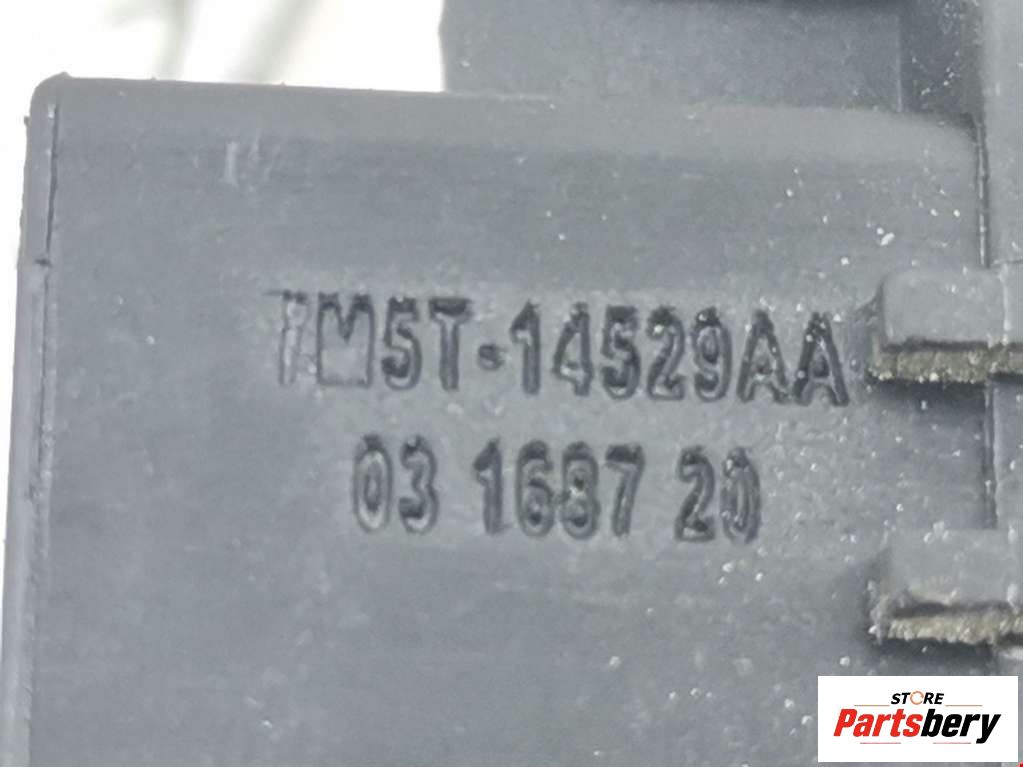 7M5T-14529AA
03 1687 20
STORE
Partsbery